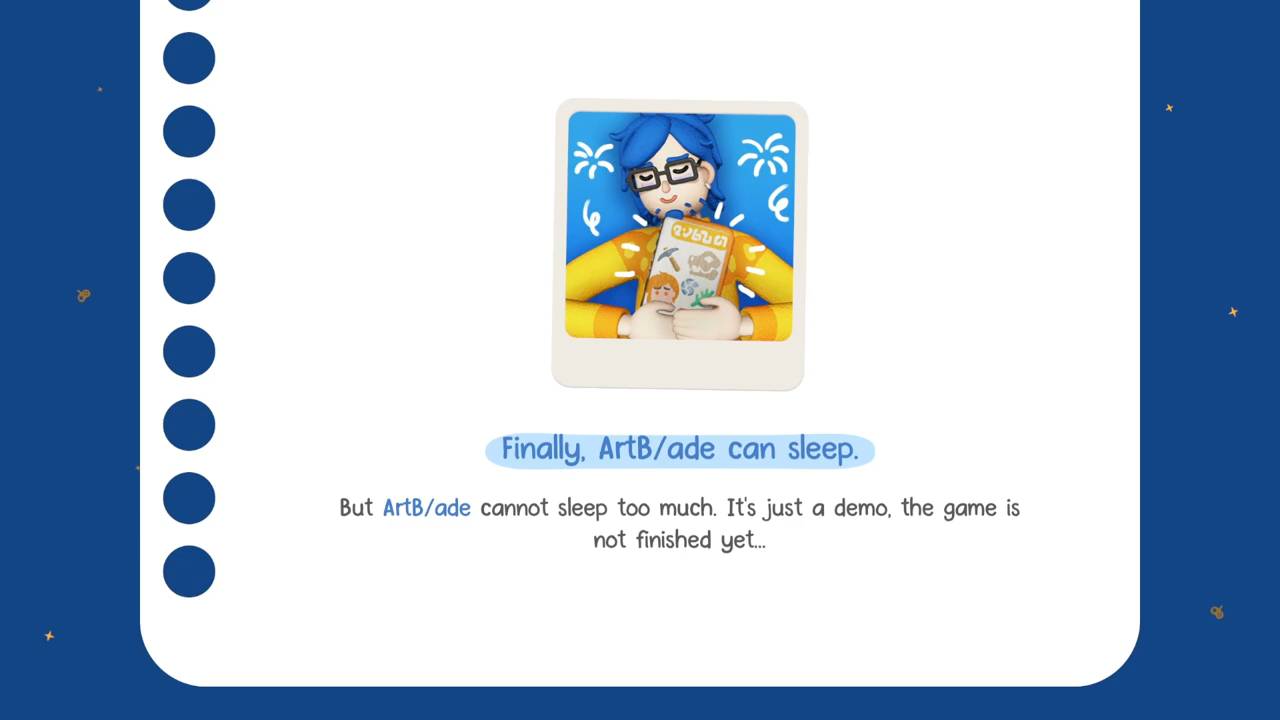 Finally, ArtB/ade can sleep.
But ArtB/ade cannot sleep too much. It's just a demo, the game is
not finished yet...